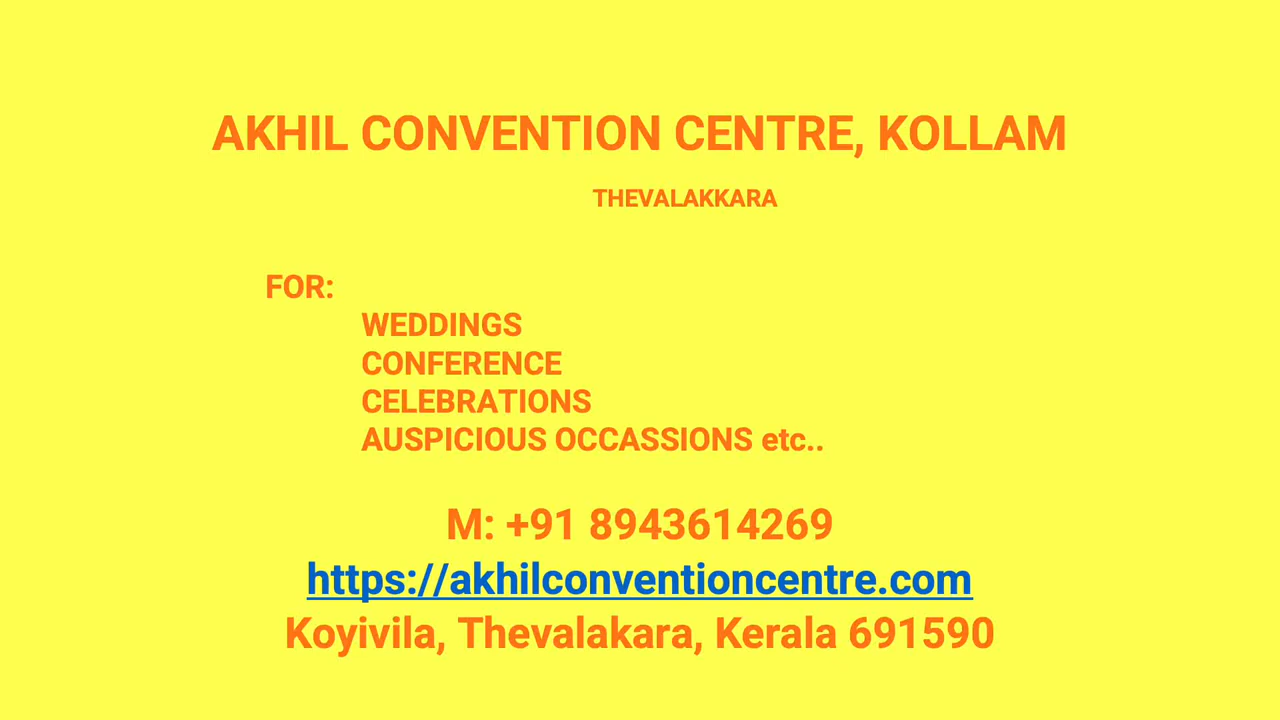 AKHIL CONVENTION CENTRE, KOLLAM
THEVALAKKARA
FOR:
WEDDINGS
CONFERENCE
CELEBRATIONS
AUSPICIOUS OCCASSIONS etc..
M: +91 8943614269
https://akhilconventioncentre.com
Koyivila, Thevalakara, Kerala 691590